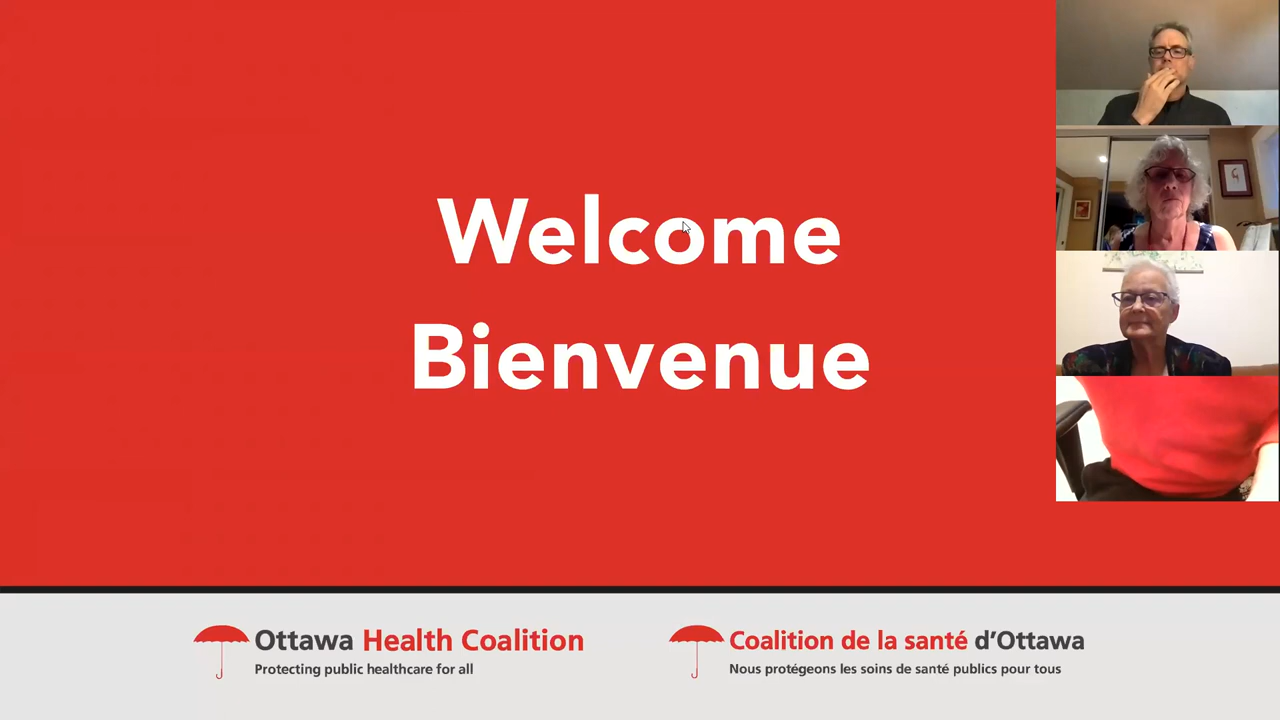 Welcome
Bienvenue
Ottawa Health Coalition
Protecting public healthcare for all
Coalition de la santé d'Ottawa
Nous protégeons les soins de santé publics pour tous